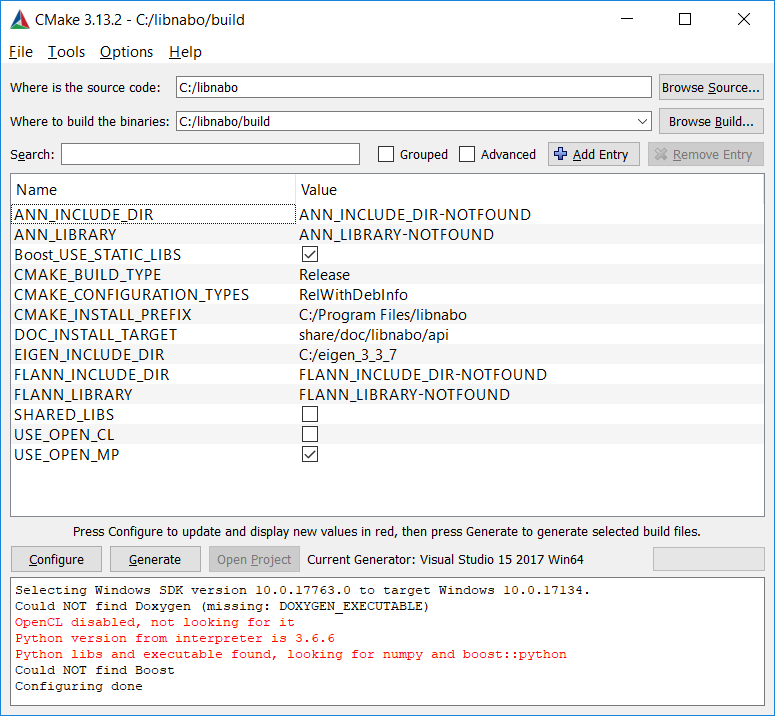 CMake 3.13.2 - C:/libnabo/build
File Tools Options Help
Where is the source code: C:/libnabo Browse Source...
Where to build the binaries: C:/libnabo/build Browse Build...
Search: Grouped Advanced Add Entry Remove Entry
Name Value
ANN_INCLUDE_DIR ANN_INCLUDE_DIR-NOTFOUND
ANN_LIBRARY ANN_LIBRARY-NOTFOUND
Boost_USE_STATIC_LIBS
CMAKE_BUILD_TYPE Release
CMAKE_CONFIGURATION_TYPES RelWithDebInfo
CMAKE_INSTALL_PREFIX C:/Program Files/libnabo
DOC_INSTALL_TARGET share/doc/libnabo/api
EIGEN_INCLUDE_DIR C:/eigen_3_3_7
FLANN_INCLUDE_DIR FLANN_INCLUDE_DIR-NOTFOUND
FLANN_LIBRARY FLANN_LIBRARY-NOTFOUND
SHARED_LIBS
USE_OPEN_CL
USE_OPEN_MP
Press Configure to update and display new values in red, then press Generate to generate selected build files.
Configure Generate Open Project Current Generator: Visual Studio 15 2017 Win64
Selecting Windows SDK version 10.0.17763.0 to target Windows 10.0.17134.
Could NOT find Doxygen (missing: DOXYGEN_EXECUTABLE)
OpenCL disabled, not looking for it
Python version from interpreter is 3.6.6
Python libs and executable found, looking for numpy and boost::python
Could NOT find Boost
Configuring done